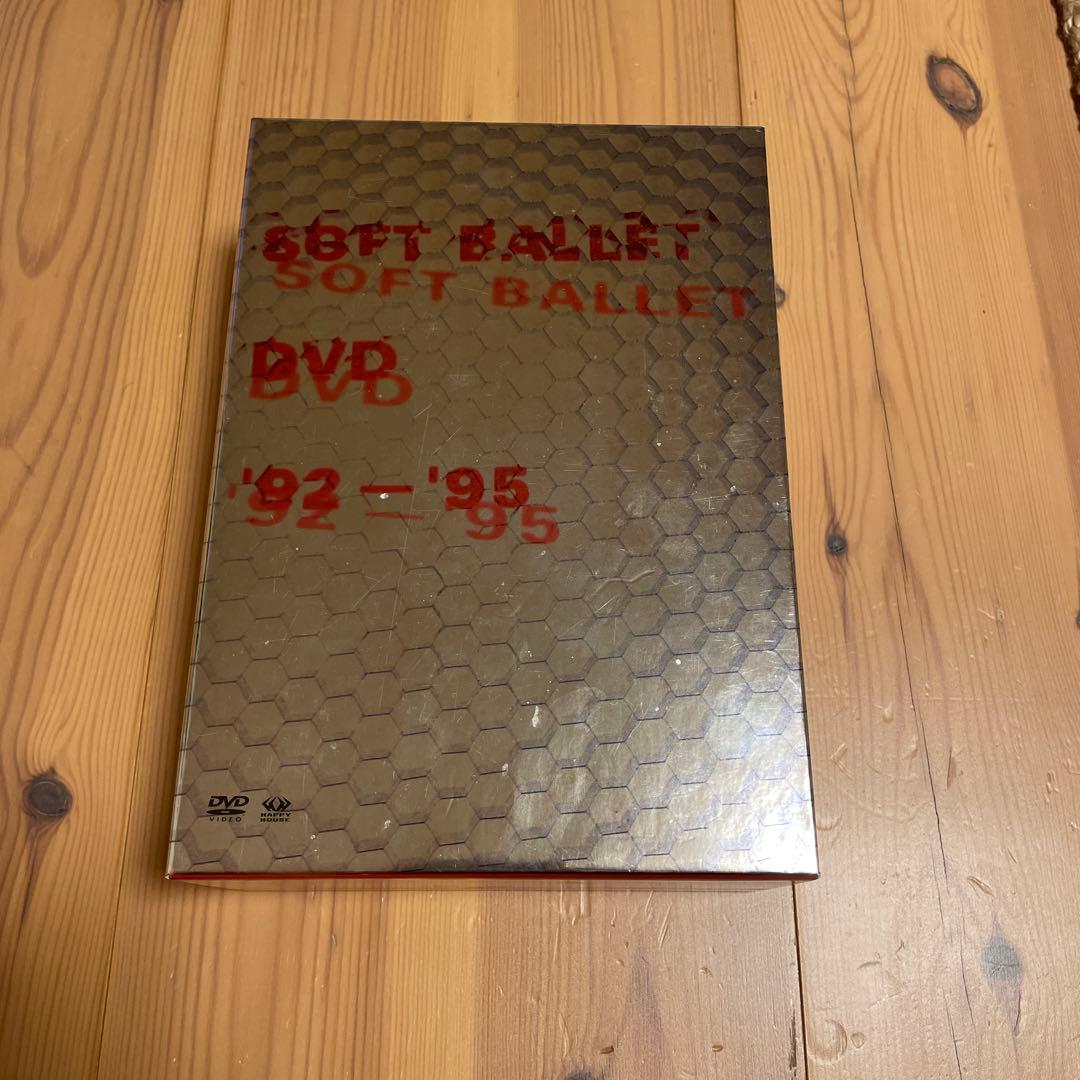 SOFT BALLET
SOFT BALLET
DVD
DVD
'92 – '95
'92 – '95
DVD
VIDEO
HAPPY
HOUSE